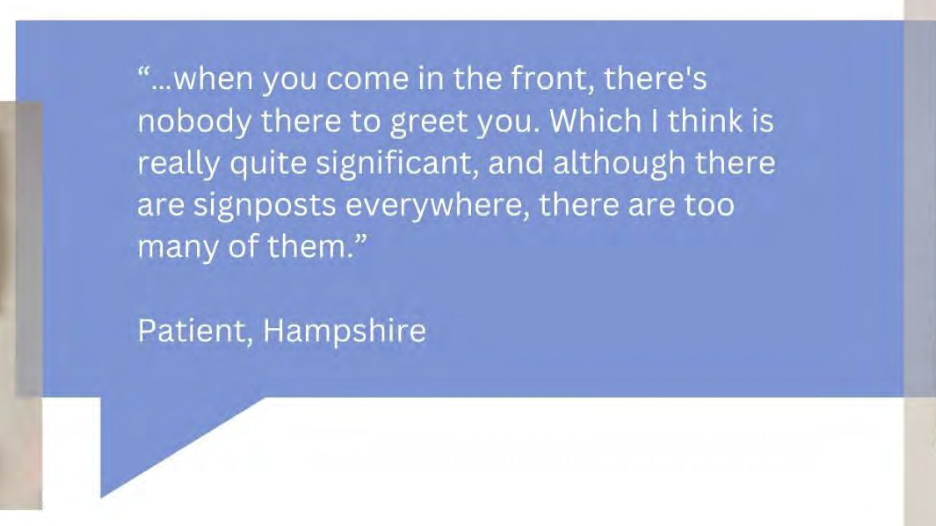 “...when you come in the front, there's
nobody there to greet you. Which I think is
really quite significant, and although there
are signposts everywhere, there are too
many of them.”
Patient, Hampshire